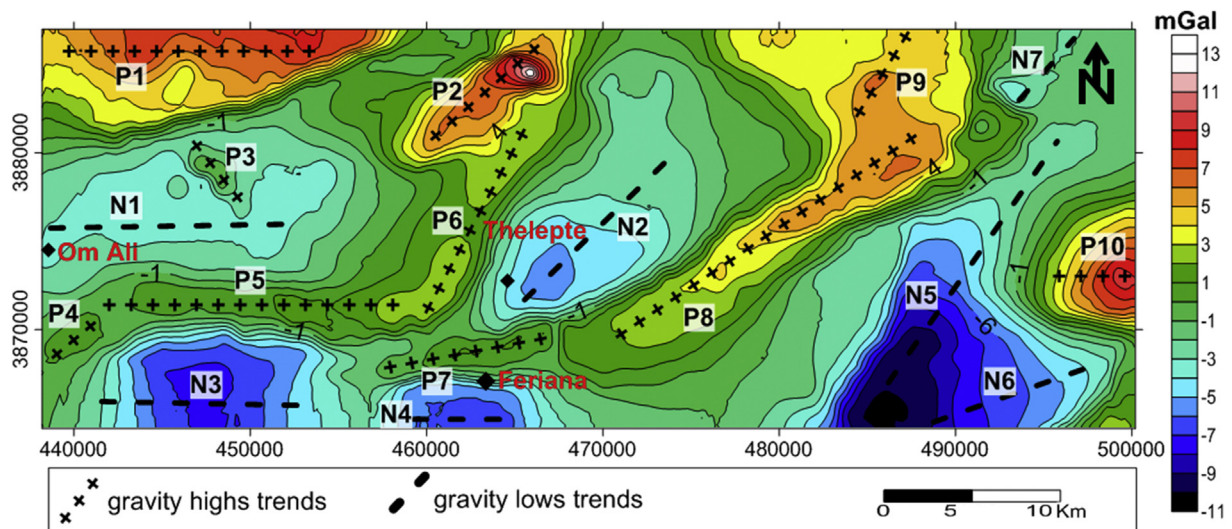 mGal
P1
P2
P9
N7
N
13
11
9
7
5
3
1
-1
-3
-5
-7
-9
-11
3880000
3870000
-1
4
P3
4
-1
N1
P6
Thelepte
N2
Om Ali
P10
-1
P5
-1
-1
N5
P4
-1
P8
-6
N3
P7
Feriana
N6
N4
440000
450000
460000
470000
480000
490000
500000
gravity highs trends
gravity lows trends
0 5 10 Km